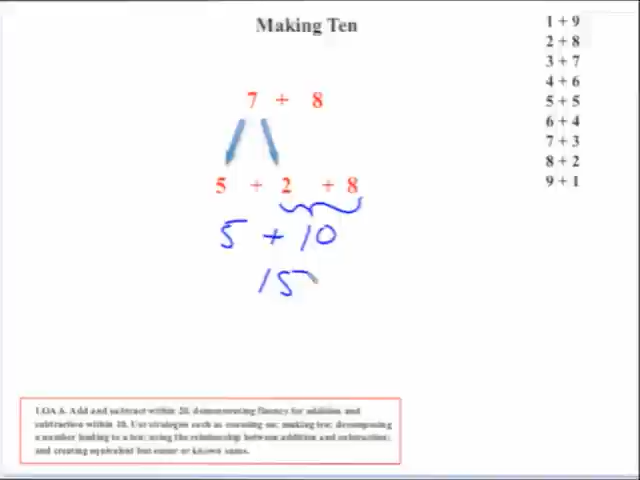 Making Ten
1 + 9
2 + 8
3 + 7
4 + 6
5 + 5
6 + 4
7 + 3
8 + 2
9 + 1
7 + 8
5 + 2 + 8
5 + 10
15
1.OA.6. Add and subtract within 20, demonstrating fluency for addition and
subtraction within 10. Use strategies such as counting on; making ten; decomposing
a number leading to a ten; using the relationship between addition and subtraction;
and creating equivalent but easier or known sums.